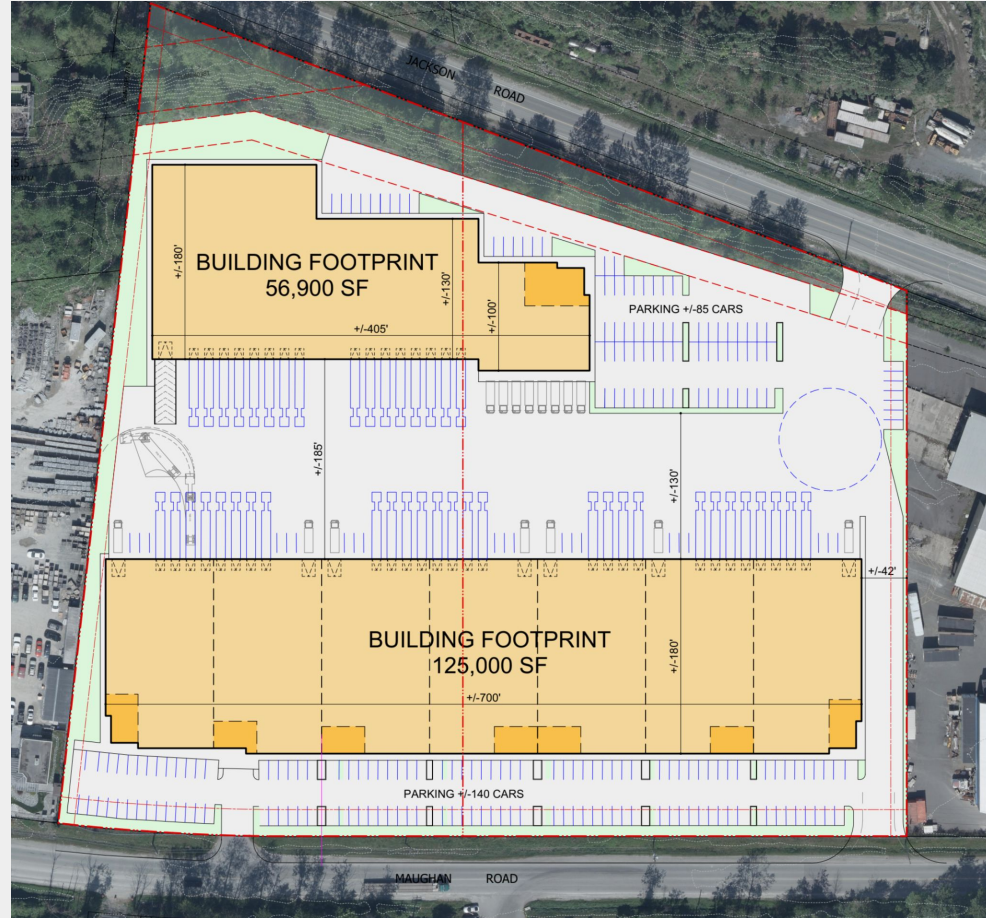 JACKSON
ROAD
BUILDING FOOTPRINT
56,900 SF
+/-180'
+/-130'
+/-100'
+/-405'
PARKING +/-85 CARS
+/-185'
+/-130'
+/-42'
BUILDING FOOTPRINT
125,000 SF
+/-180'
+/-700'
PARKING +/-140 CARS
MAUGHAN ROAD